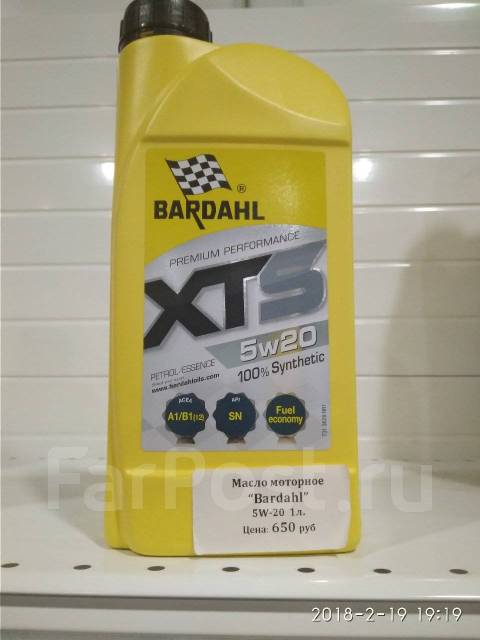 BARDAHL ®
PREMIUM PERFORMANCE
XTS
5w20
100% Synthetic
PETROL/ESSENCE
www.bardahloils.com
ACEA
A1/B1(12)
API
SN
Fuel
economy
Масло моторное
"Bardahl"
5W-20 1л.
Цена: 650 руб
FarPost.ru
2018-2-19 19:19